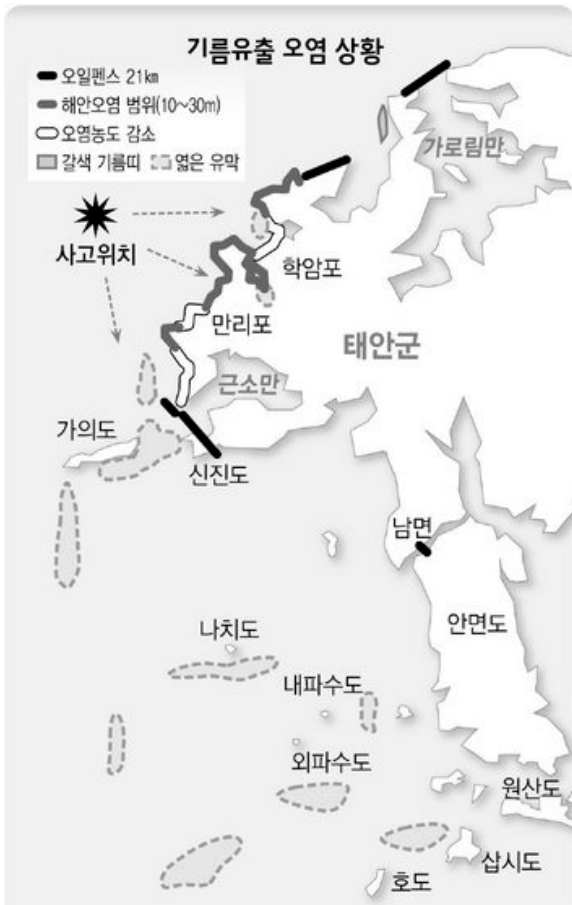 기름유출 오염 상황
오일펜스 21km
해안오염 범위(10~30m)
오염농도 감소
갈색 기름띠 엷은 유막
사고위치
가로림만
학암포
만리포
태안군
근소만
가의도
신진도
남면
안면도
나치도
내파수도
외파수도
원산도
삽시도
호도